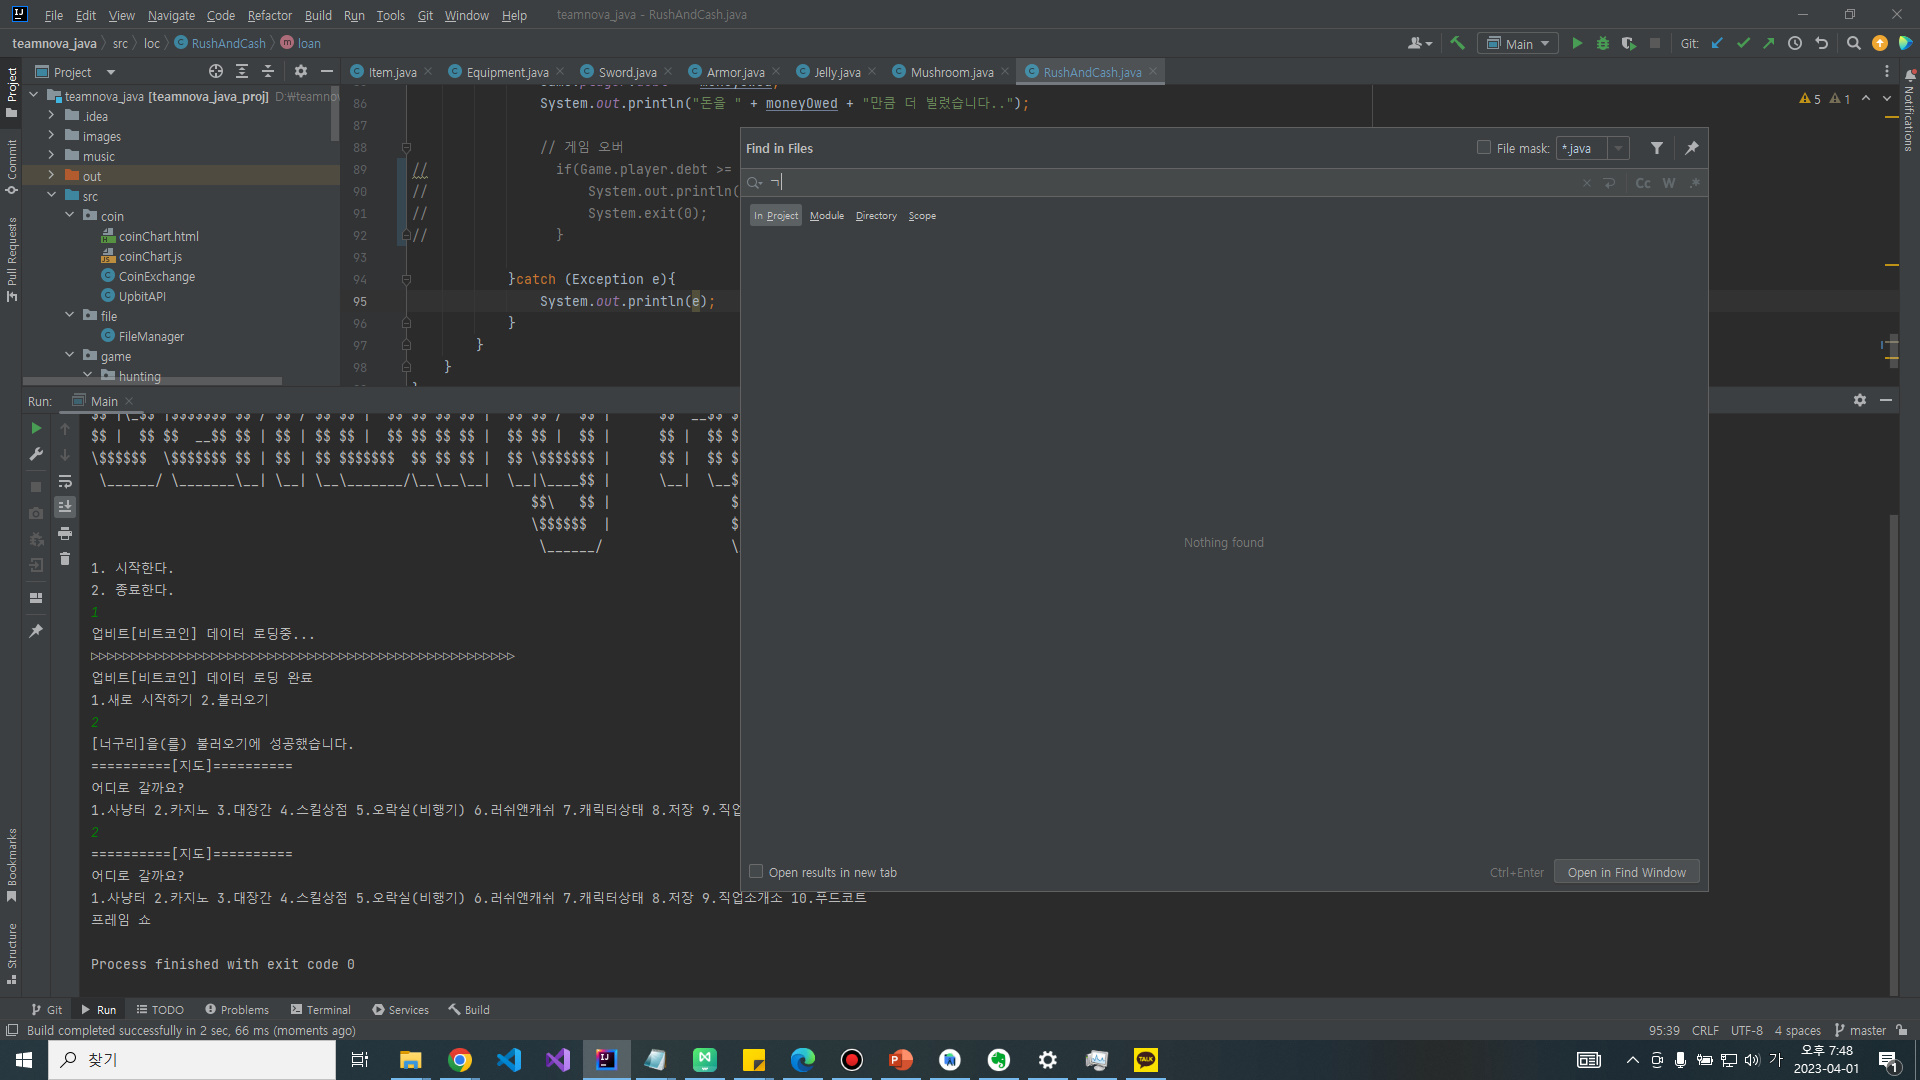 File Edit View Navigate Code Refactor Build Run Tools Git Window Help teamnova_java - RushAndCash.java
teamnova_java src loc RushAndCash loan
Main Git:
Project
Item.java Equipment.java Sword.java Armor.java Jelly.java Mushroom.java RushAndCash.java
teamnova_java [teamnova_java_proj]
.idea
images
music
out
src
coin
coinChart.html
coinChart.js
CoinExchange
UpbitAPI
file
FileManager
game
hunting
86 System.out.println("돈을 " + moneyOwed + "만큼 더 빌렸습니다..");
87
88 // 게임 오버
89 // if(Game.player.debt >=
90 // System.out.println(
91 // System.exit(0);
92 // }
93
94 }catch (Exception e){
95 System.out.println(e);
96 }
97 }
98 }
5 1
Find in Files
File mask: *.java
ㄱ
Cc W .*
In Project Module Directory Scope
Nothing found
Open results in new tab
Ctrl+Enter Open in Find Window
Run: Main
$$ | $$ $$ __$$ $$ | $$ | $$ $$ | $$ $$ $$ $$ | $$ $$ | $$ | $$ | $$ $
\$$$$$$ \$$$$$$$ $$ | $$ | $$ $$$$$$$ $$ $$ $$ | $$ \$$$$$$$ | $$ | $$ $
\______/ \_______\__| \__| \__\_______/\__\__\__| \__|\____$$ | \__| \__$
$$\ $$ | $
\$$$$$$ | $
\______/ \
1. 시작한다.
2. 종료한다.
1
업비트[비트코인] 데이터 로딩중...
업비트[비트코인] 데이터 로딩 완료
1.새로 시작하기 2.불러오기
2
[너구리]을(를) 불러오기에 성공했습니다.
==========[지도]==========
어디로 갈까요?
1.사냥터 2.카지노 3.대장간 4.스킬상점 5.오락실(비행기) 6.러쉬앤캐쉬 7.캐릭터상태 8.저장 9.직업
2
==========[지도]==========
어디로 갈까요?
1.사냥터 2.카지노 3.대장간 4.스킬상점 5.오락실(비행기) 6.러쉬앤캐쉬 7.캐릭터상태 8.저장 9.직업소개소 10.푸드코트
프레임 쇼
Process finished with exit code 0
Project
Commit
Pull Requests
Bookmarks
Structure
Notifications
Git Run TODO Problems Terminal Services Build
Build completed successfully in 2 sec, 66 ms (moments ago)
95:39 CRLF UTF-8 4 spaces master
찾기
TALK
가
오후 7:48
2023-04-01
1